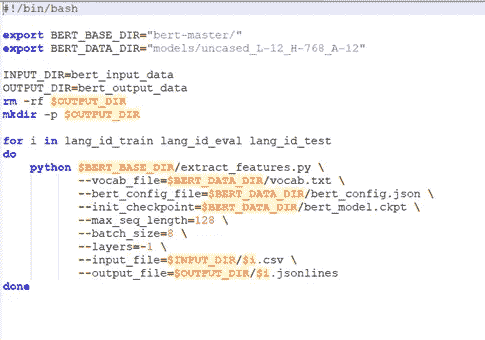 #!/bin/bash
export BERT_BASE_DIR="bert-master/"
export BERT_DATA_DIR="models/uncased_L-12_H-768_A-12"
INPUT_DIR=bert_input_data
OUTPUT_DIR=bert_output_data
rm -rf $OUTPUT_DIR
mkdir -p $OUTPUT_DIR
for i in lang_id_train lang_id_eval lang_id_test
do
python $BERT_BASE_DIR/extract_features.py \
--vocab_file=$BERT_DATA_DIR/vocab.txt \
--bert_config_file=$BERT_DATA_DIR/bert_config.json \
--init_checkpoint=$BERT_DATA_DIR/bert_model.ckpt \
--max_seq_length=128 \
--batch_size=8 \
--layers=-1 \
--input_file=$INPUT_DIR/$i.csv \
--output_file=$OUTPUT_DIR/$i.jsonlines
done